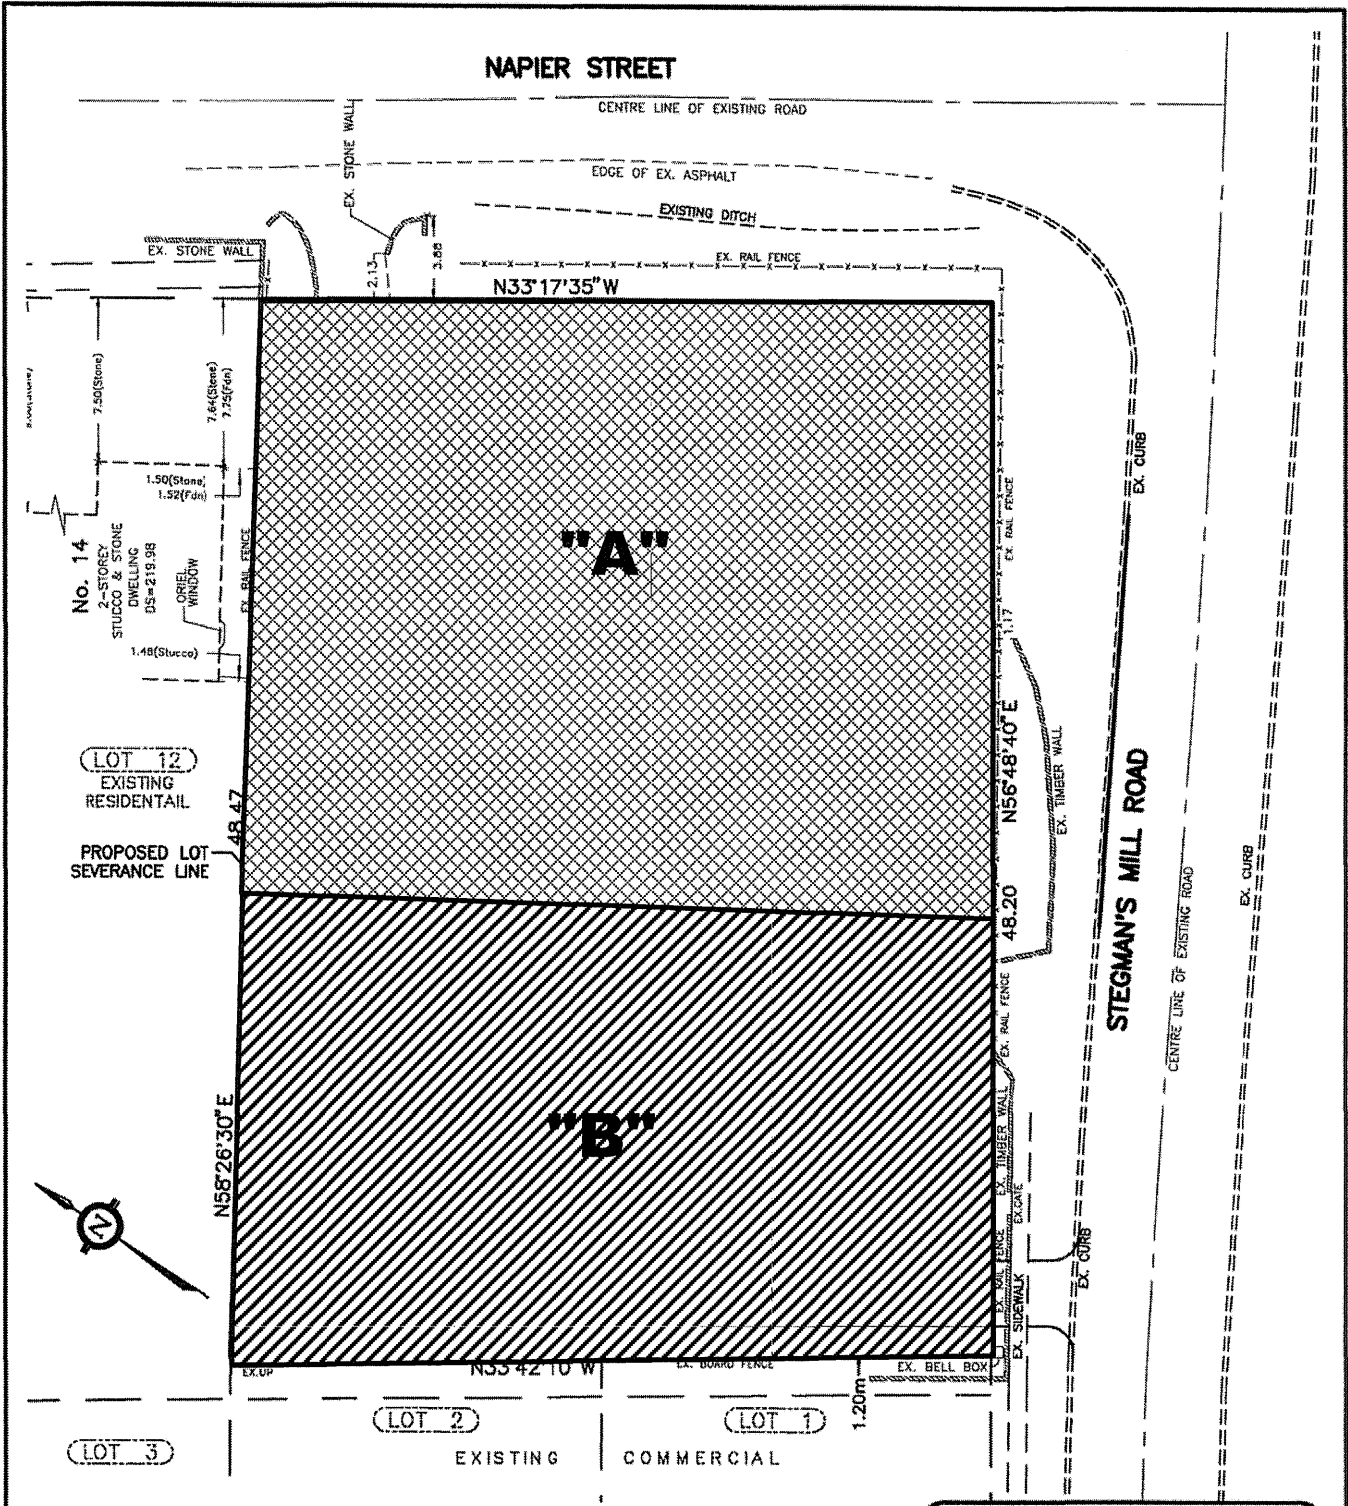 NAPIER STREET
CENTRE LINE OF EXISTING ROAD
EX. STONE WALL
EDGE OF EX. ASPHALT
EXISTING DITCH
EX. STONE WALL
EX. RAIL FENCE
2.13
3.88
N33°17'35"W
7.50(Stone)
7.64(Stone)
7.75(Fdn)
1.50(Stone)
1.52(Fdn)
EX. RAIL FENCE
No. 14
2-STOREY
STUCCO & STONE
DWELLING
DS=219.98
ORIEL
WINDOW
1.48(Stucco)
"A"
EX. RAIL FENCE
1.17
EX. CURB
LOT 12
EXISTING
RESIDENTAIL
48.47
PROPOSED LOT
SEVERANCE LINE
N56°48'40"E
48.20
EX. TIMBER WALL
STEGMAN'S MILL ROAD
CENTRE LINE OF EXISTING ROAD
EX. CURB
EX. RAIL FENCE
"B"
N58°26'30"E
N
EX. TIMBER WALL
EX.GATE
EX. RAIL FENCE
EX. SIDEWALK
EX. CURB
EX.UP
N33°42'10"W
EX. BOARD FENCE
EX. BELL BOX
1.20m
LOT 2
LOT 1
LOT 3
EXISTING COMMERCIAL